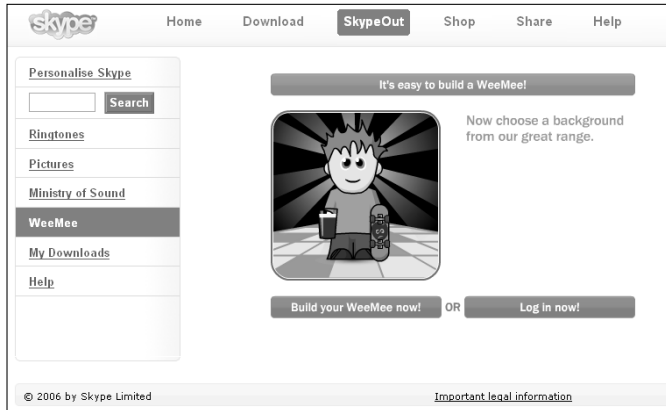 skype Home Download SkypeOut Shop Share Help
Personalise Skype
Search
Ringtones
Pictures
Ministry of Sound
WeeMee
My Downloads
Help
It's easy to build a WeeMee!
Now choose a background
from our great range.
Build your WeeMee now! OR Log in now!
© 2006 by Skype Limited Important legal information